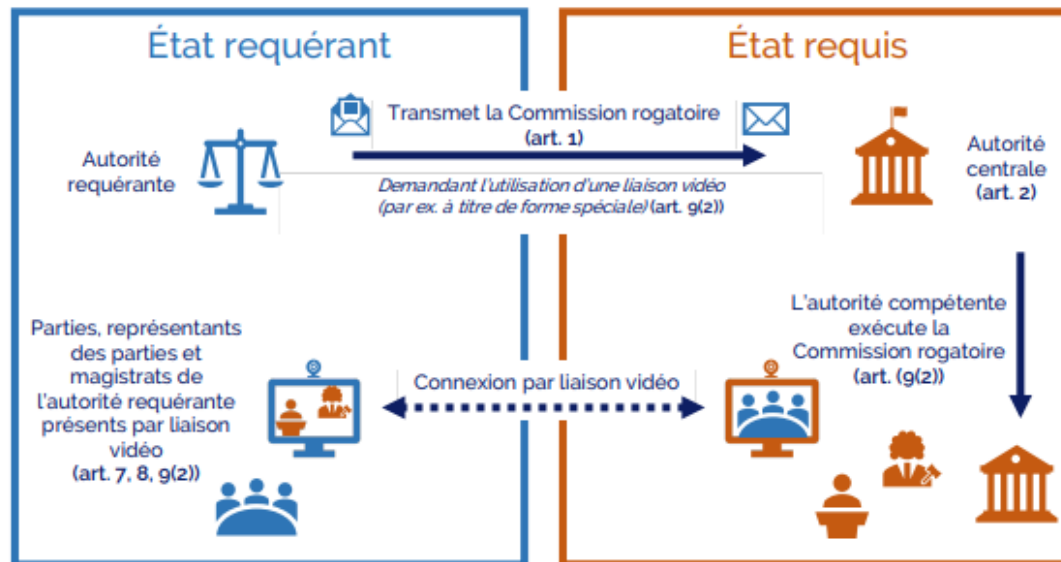 État requérant
État requis
Transmet la Commission rogatoire
(art. 1)
Autorité
requérante
Autorité
centrale
(art. 2)
Demandant l'utilisation d'une liaison vidéo
(par ex. à titre de forme spéciale) (art. 9(2))
L'autorité compétente
exécute la
Commission rogatoire
(art. (9(2))
Parties, représentants
des parties et
magistrats de
l'autorité requérante
présents par liaison
vidéo
(art. 7, 8, 9(2))
Connexion par liaison vidéo